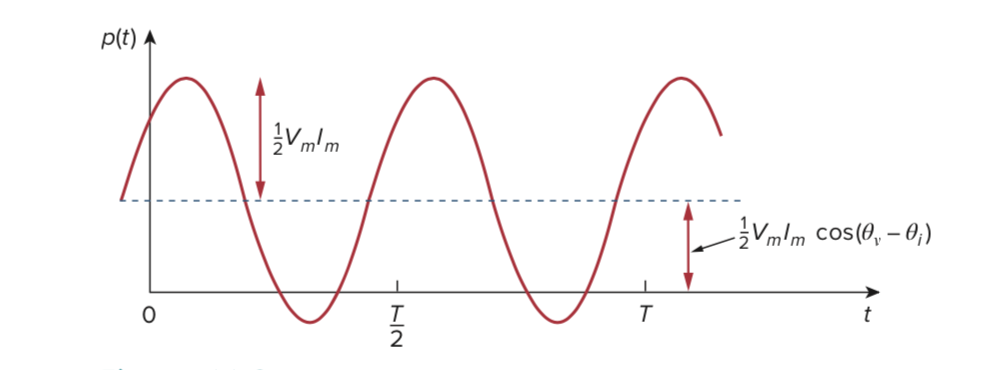 p(t)
½VₘIₘ
½VₘIₘ cos(θᵥ – θᵢ)
0
T/2
T
t